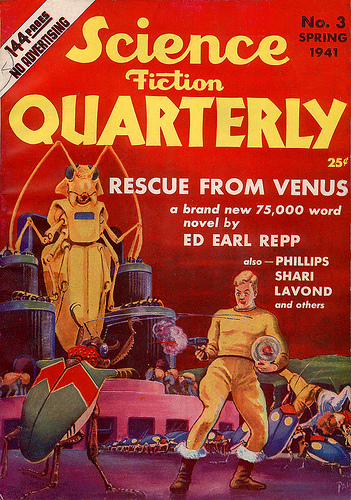 144 PAGES
NO ADVERTISING
No. 3
SPRING
1941
Science
Fiction
QUARTERLY
25¢
RESCUE FROM VENUS
a brand new 75,000 word
novel by
ED EARL REPP
also — PHILLIPS
SHARI
LAVOND
and others